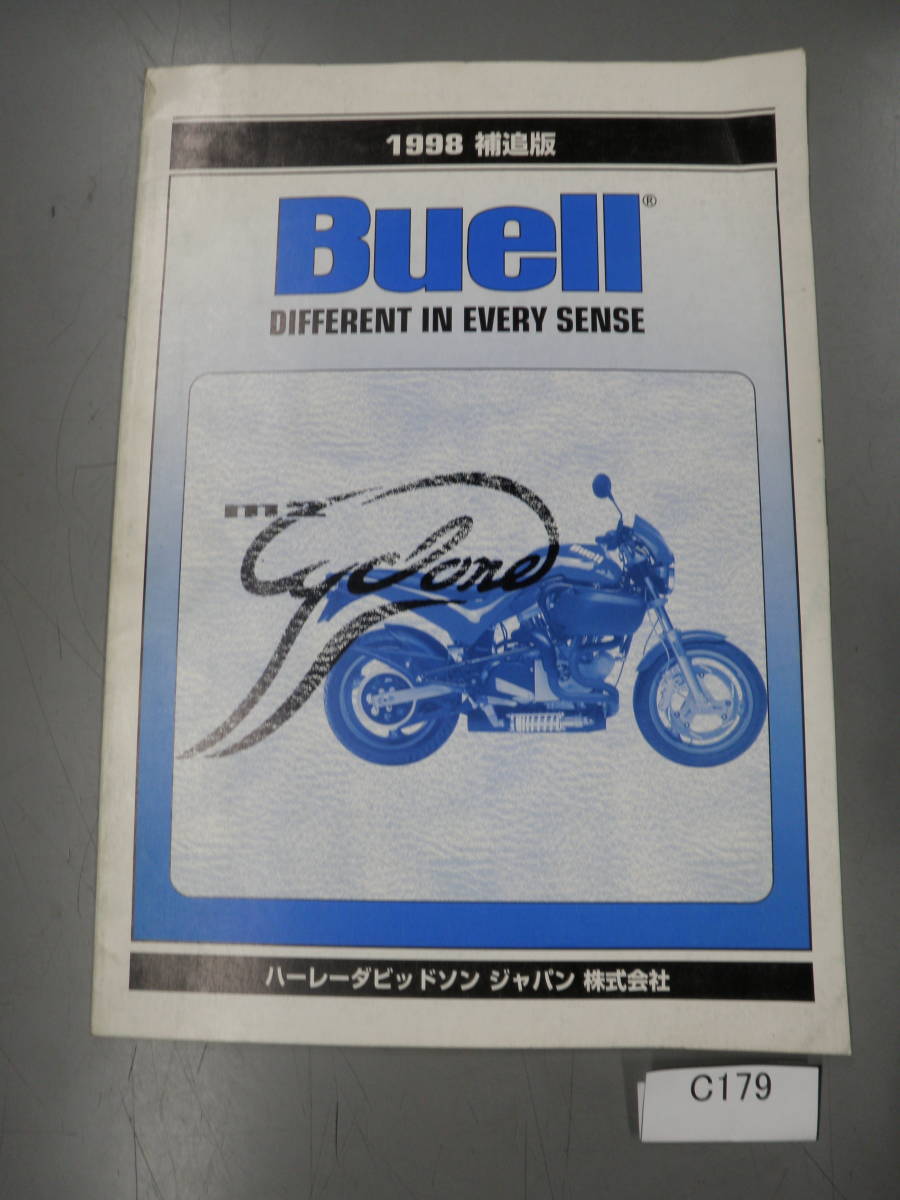 1998 補追版
Buell®
DIFFERENT IN EVERY SENSE
m2
Cyclone
Buell
ハーレーダビッドソン ジャパン 株式会社
C179